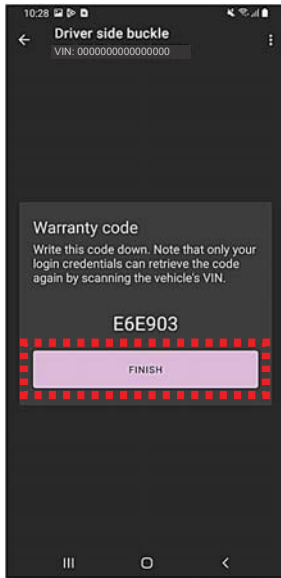 10:28
Driver side buckle
VIN: 0000000000000000
Warranty code
Write this code down. Note that only your
login credentials can retrieve the code
again by scanning the vehicle's VIN.
E6E903
FINISH